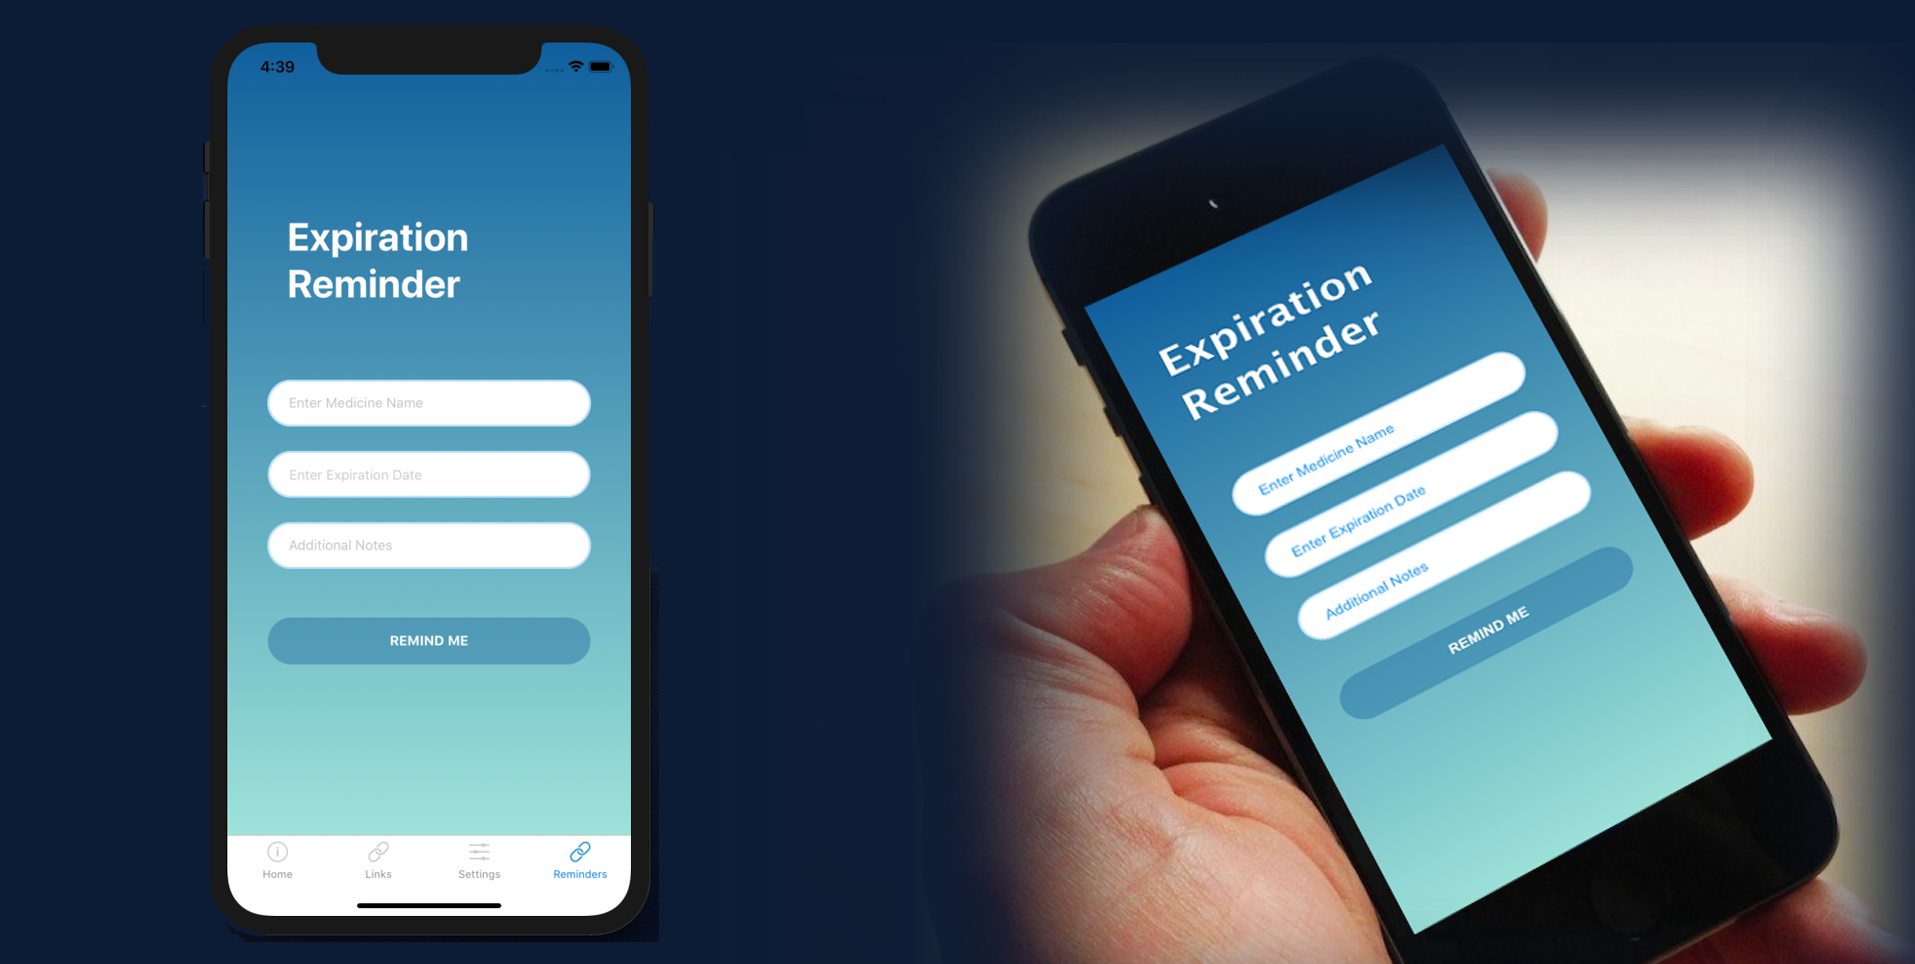 4:39
Expiration
Reminder
Enter Medicine Name
Enter Expiration Date
Additional Notes
REMIND ME
Home
Links
Settings
Reminders
Expiration
Reminder
Enter Medicine Name
Enter Expiration Date
Additional Notes
REMIND ME